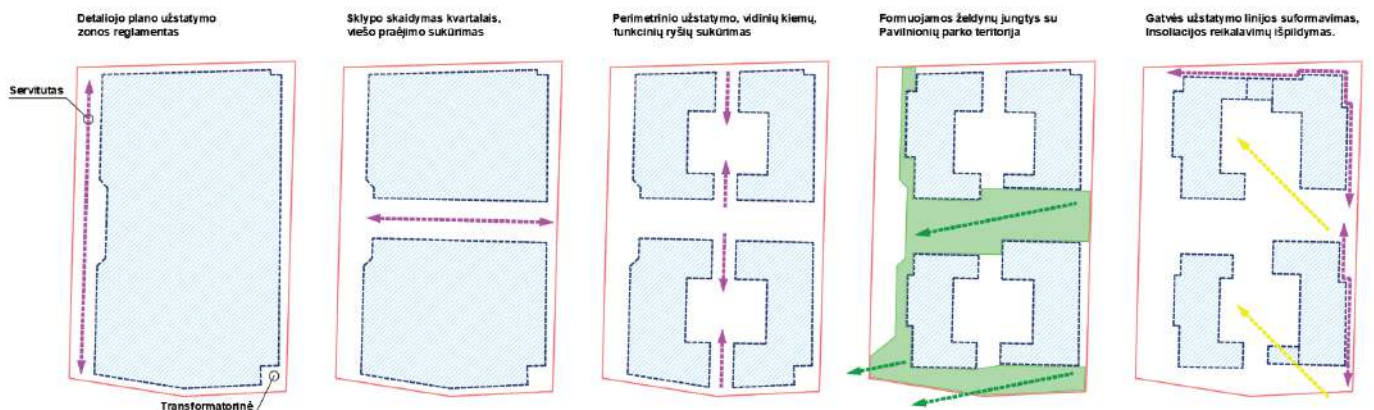 Detaliojo plano užstatymo
zonos reglamentas
Sklypo skaidymas kvartalais,
viešo praėjimo sukūrimas
Perimetrinio užstatymo, vidinių kiemų,
funkcinių ryšių sukūrimas
Formuojamos želdynų jungtys su
Pavilnionių parko teritorija
Gatvės užstatymo linijos suformavimas,
Insoliacijos reikalavimų išpildymas.
Servitutas
Transformatorinė